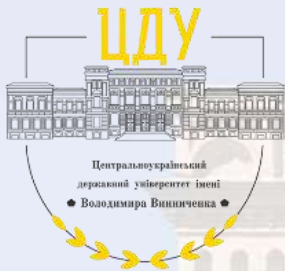 ЦДУ
Центральноукраїнський
державний університет імені
Володимира Винниченка